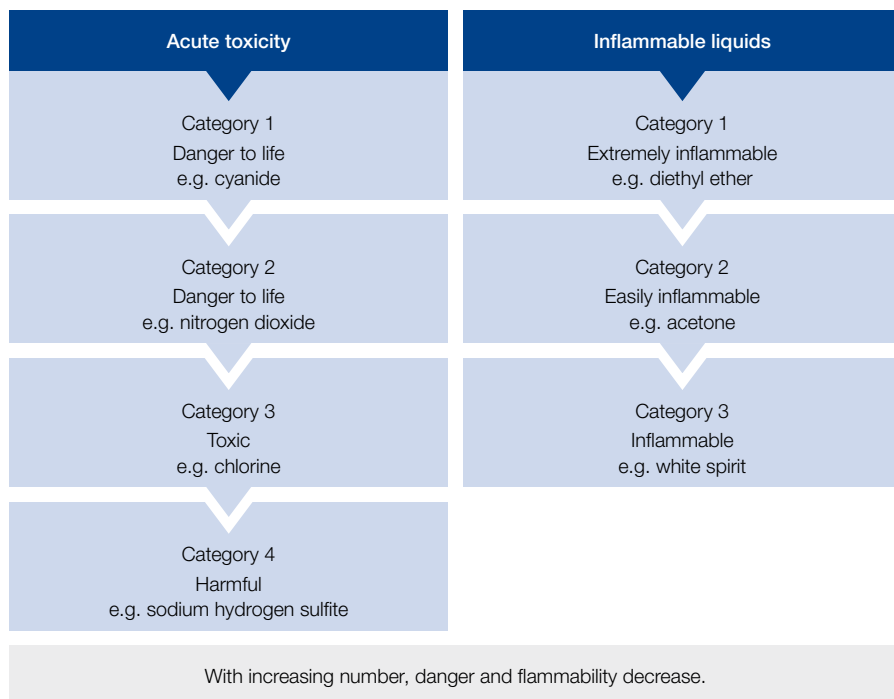 Acute toxicity
Category 1
Danger to life
e.g. cyanide
Category 2
Danger to life
e.g. nitrogen dioxide
Category 3
Toxic
e.g. chlorine
Category 4
Harmful
e.g. sodium hydrogen sulfite
Inflammable liquids
Category 1
Extremely inflammable
e.g. diethyl ether
Category 2
Easily inflammable
e.g. acetone
Category 3
Inflammable
e.g. white spirit
With increasing number, danger and flammability decrease.